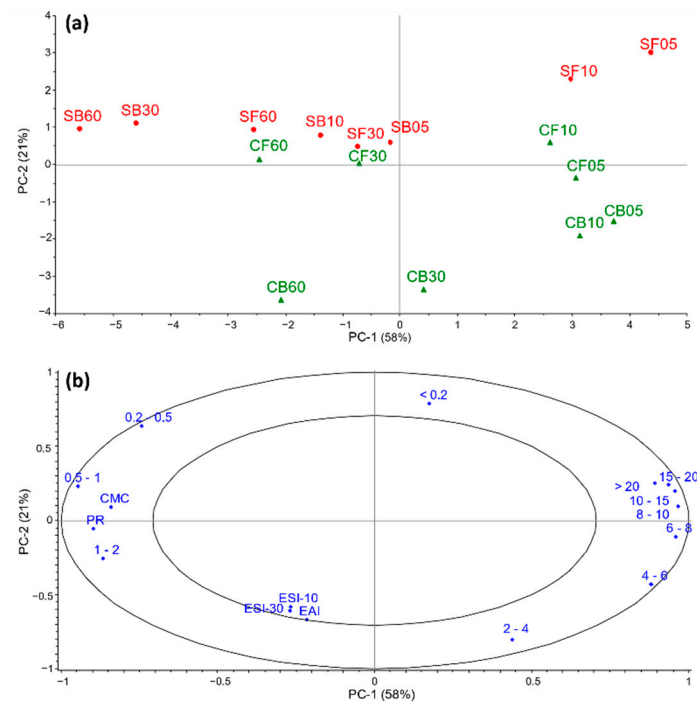 (a)
4
3
2
1
0
-1
-2
-3
-4
PC-2 (21%)
SF05
SF10
SB60
SB30
SF60
SB10
SF30
SB05
CF60
CF30
CF10
CF05
CB05
CB10
CB60
CB30
-6 -5 -4 -3 -2 -1 0 1 2 3 4 5
PC-1 (58%)
(b)
1
0.5
0
-0.5
-1
PC-2 (21%)
< 0.2
0.2 - 0.5
0.5 - 1
CMC
PR
1 - 2
15 - 20
> 20
10 - 15
8 - 10
6 - 8
4 - 6
2 - 4
ESI-10
ESI-30
EAI
-1 -0.5 0 0.5 1
PC-1 (58%)